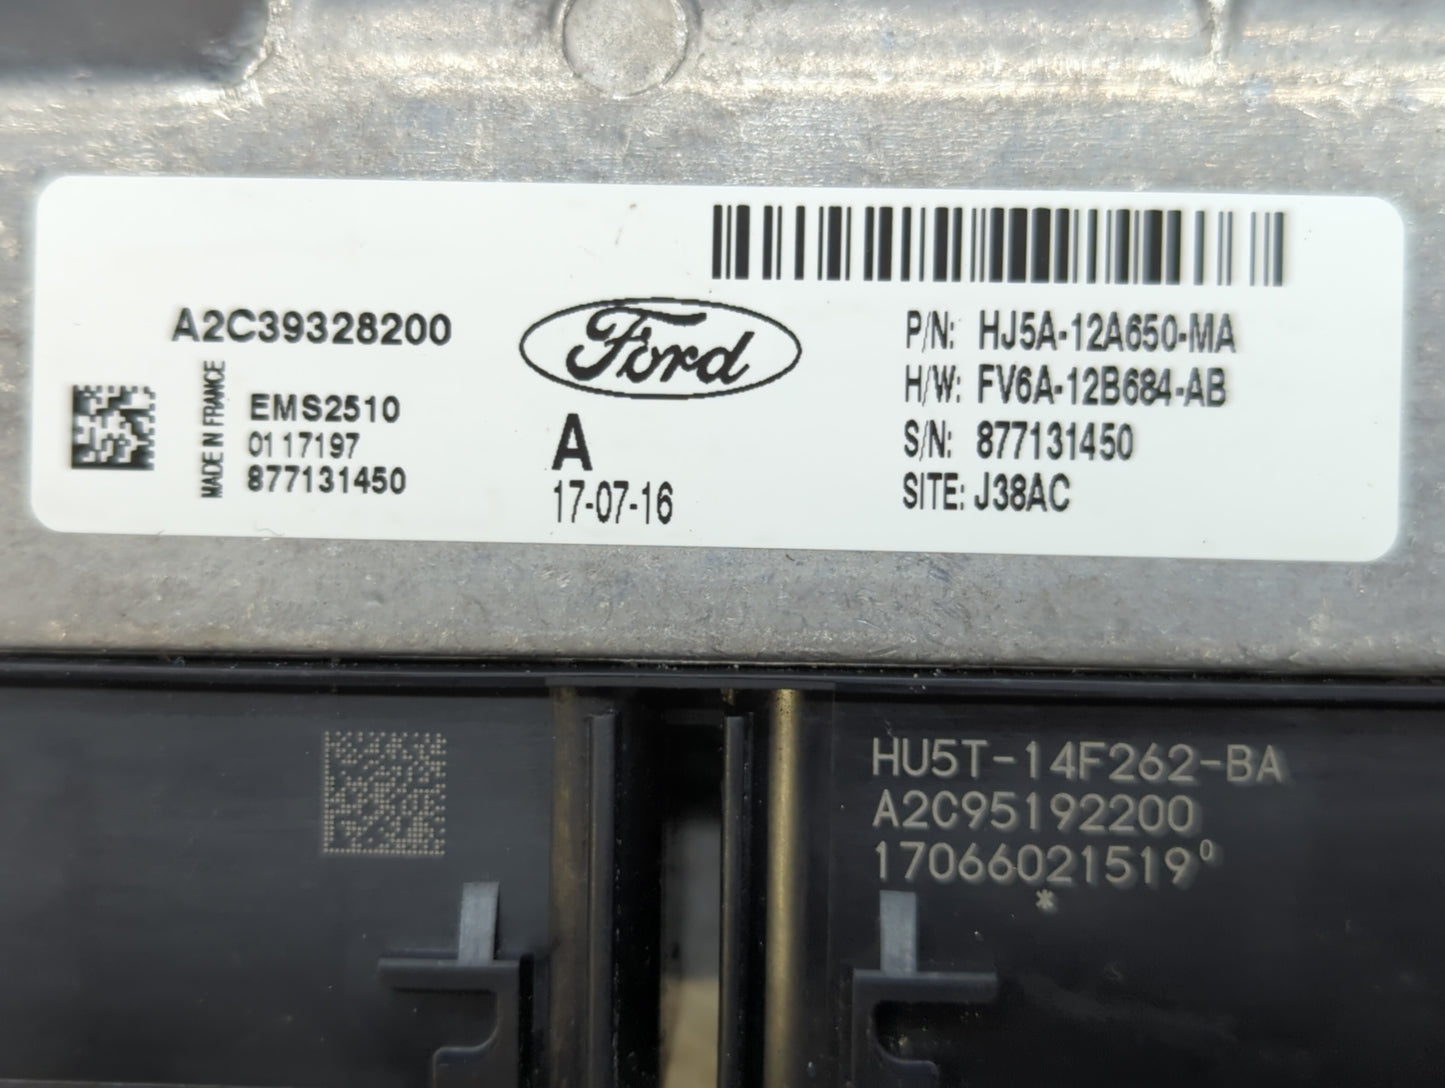 A2C39328200
MADE IN FRANCE
EMS2510
01 17197
877131450
Ford
A
17-07-16
P/N: HJ5A-12A650-MA
H/W: FV6A-12B684-AB
S/N: 877131450
SITE: J38AC
HU5T-14F262-BA
A2C95192200
17066021519⁰
*